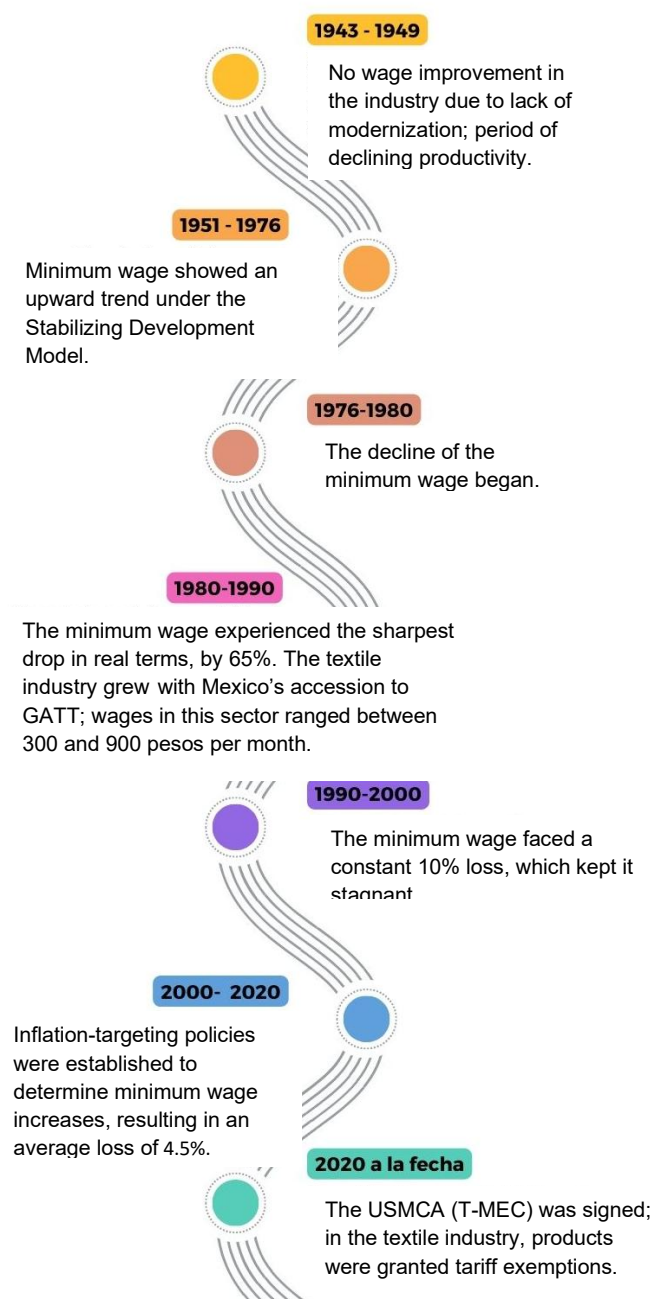 1943 - 1949
No wage improvement in
the industry due to lack of
modernization; period of
declining productivity.
1951 - 1976
Minimum wage showed an
upward trend under the
Stabilizing Development
Model.
1976-1980
The decline of the
minimum wage began.
1980-1990
The minimum wage experienced the sharpest
drop in real terms, by 65%. The textile
industry grew with Mexico’s accession to
GATT; wages in this sector ranged between
300 and 900 pesos per month.
1990-2000
The minimum wage faced a
constant 10% loss, which kept it
stagnant
2000- 2020
Inflation-targeting policies
were established to
determine minimum wage
increases, resulting in an
average loss of 4.5%.
2020 a la fecha
The USMCA (T-MEC) was signed;
in the textile industry, products
were granted tariff exemptions.